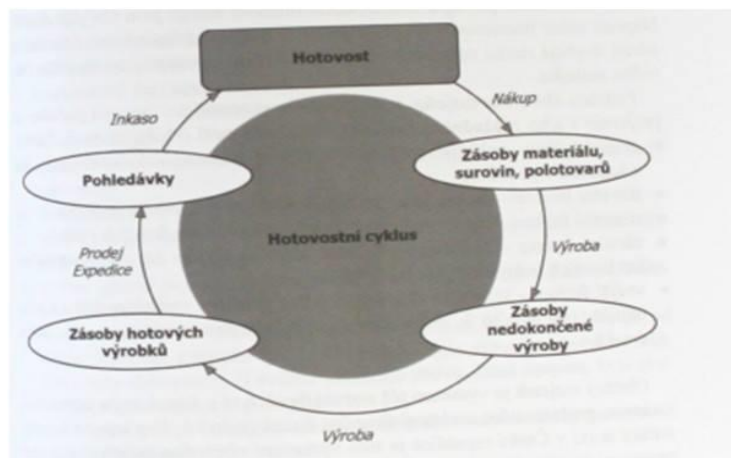 Hotovost
Nákup
Zásoby materiálu,
surovin, polotovarů
Výroba
Zásoby
nedokončené
výroby
Výroba
Zásoby hotových
výrobků
Prodej
Expedice
Pohledávky
Inkaso
Hotovostní cyklus